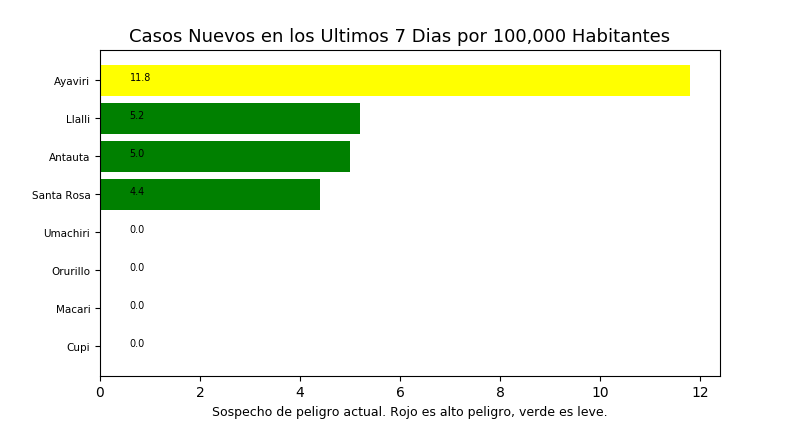 Casos Nuevos en los Ultimos 7 Dias por 100,000 Habitantes
Ayaviri 11.8
Llalli 5.2
Antauta 5.0
Santa Rosa 4.4
Umachiri 0.0
Orurillo 0.0
Macari 0.0
Cupi 0.0
0 2 4 6 8 10 12
Sospecho de peligro actual. Rojo es alto peligro, verde es leve.